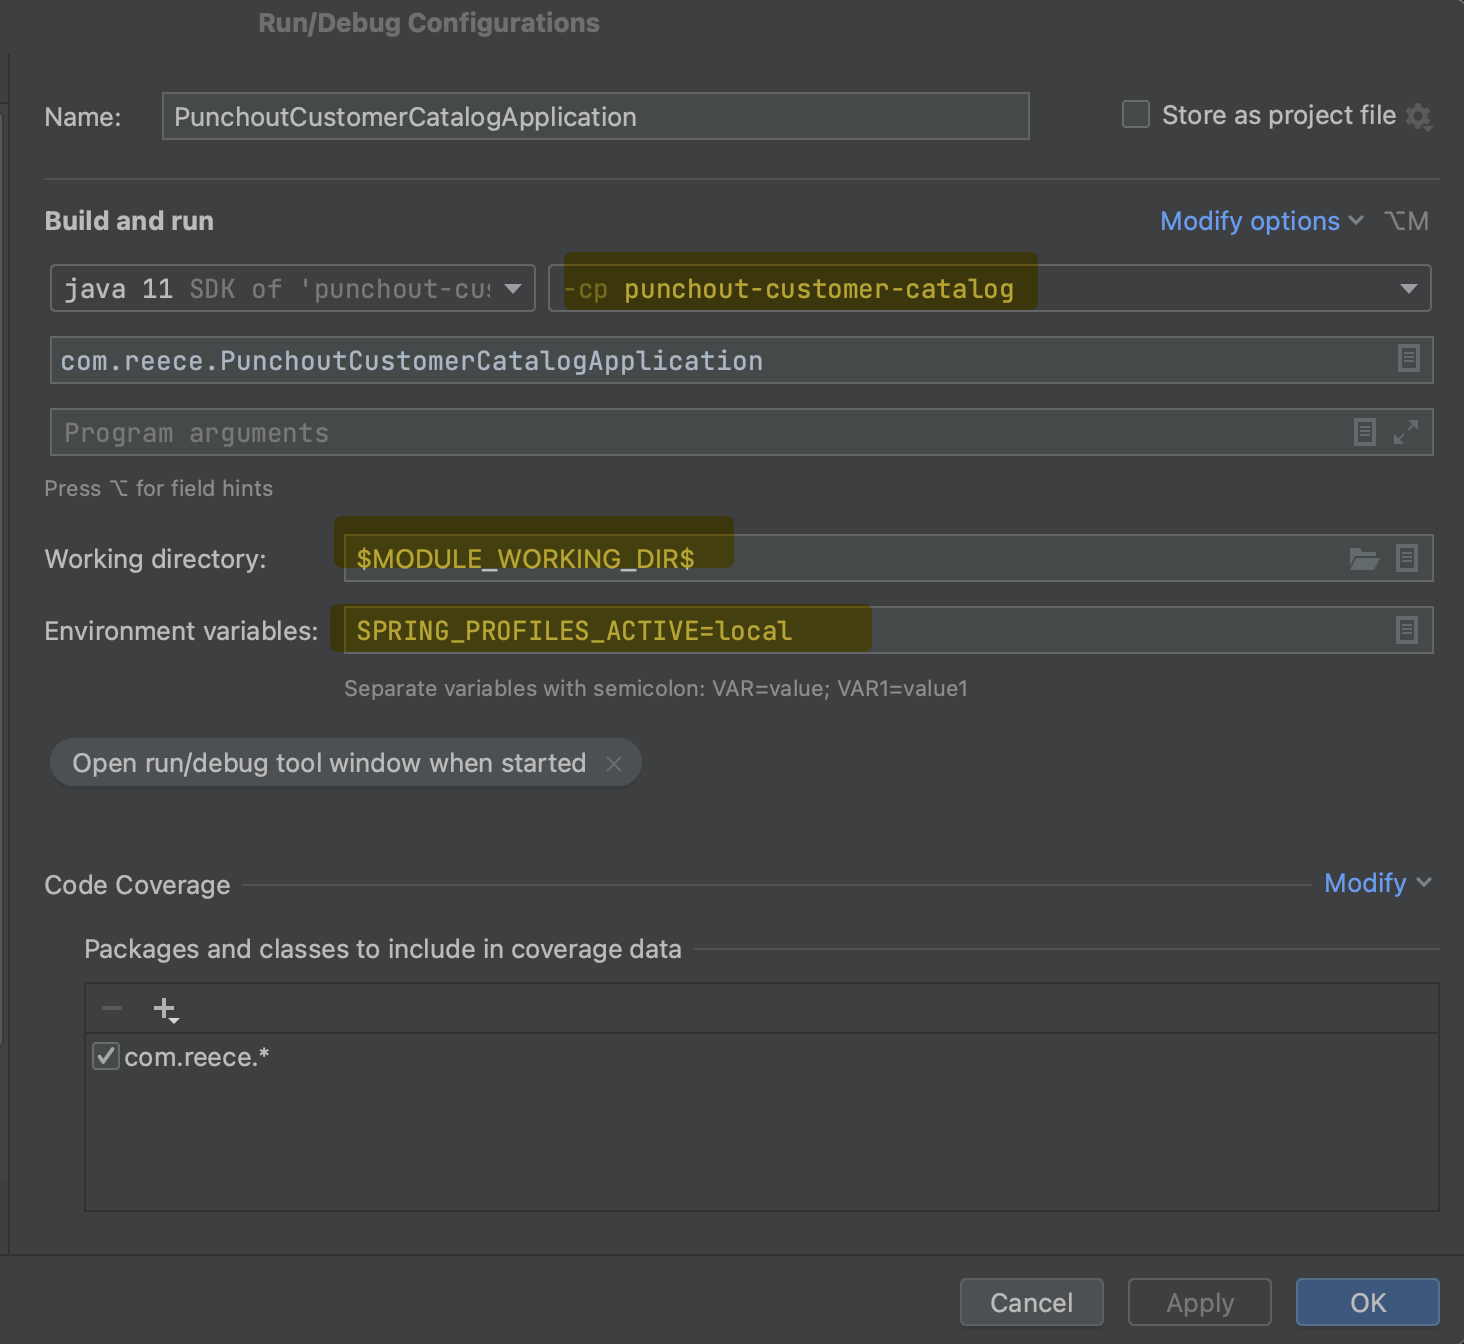 Run/Debug Configurations
Name: PunchoutCustomerCatalogApplication Store as project file
Build and run Modify options ⌥M
java 11 SDK of 'punchout-cu -cp punchout-customer-catalog
com.reece.PunchoutCustomerCatalogApplication
Program arguments
Press ⌥ for field hints
Working directory: $MODULE_WORKING_DIR$
Environment variables: SPRING_PROFILES_ACTIVE=local
Separate variables with semicolon: VAR=value; VAR1=value1
Open run/debug tool window when started
Code Coverage Modify
Packages and classes to include in coverage data
com.reece.*
Cancel Apply OK